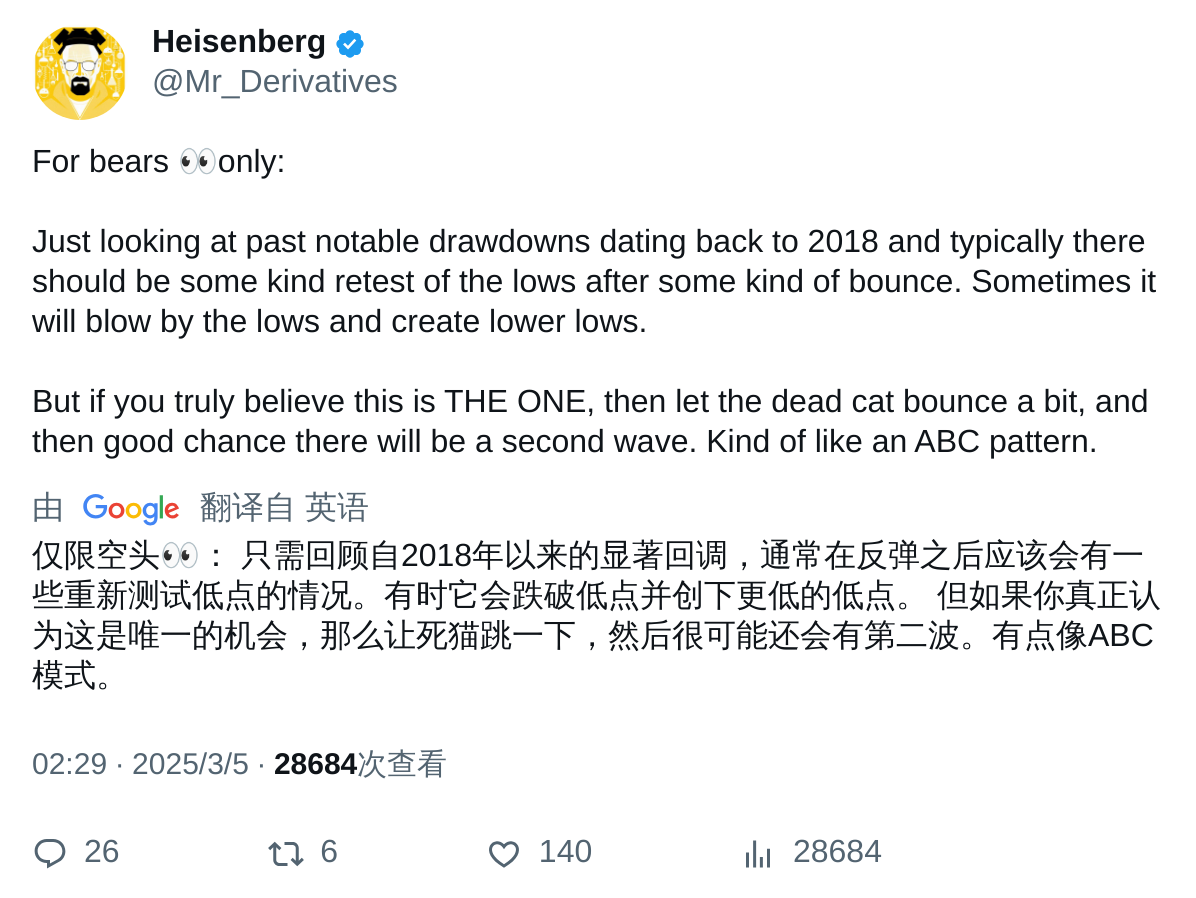 Heisenberg
@Mr_Derivatives
For bears 👀only:
Just looking at past notable drawdowns dating back to 2018 and typically there
should be some kind retest of the lows after some kind of bounce. Sometimes it
will blow by the lows and create lower lows.
But if you truly believe this is THE ONE, then let the dead cat bounce a bit, and
then good chance there will be a second wave. Kind of like an ABC pattern.
由 Google 翻译自 英语
仅限空头👀： 只需回顾自2018年以来的显著回调，通常在反弹之后应该会有一
些重新测试低点的情况。有时它会跌破低点并创下更低的低点。 但如果你真正认
为这是唯一的机会，那么让死猫跳一下，然后很可能还会有第二波。有点像ABC
模式。
02:29 · 2025/3/5 · 28684次查看
26 6 140 28684